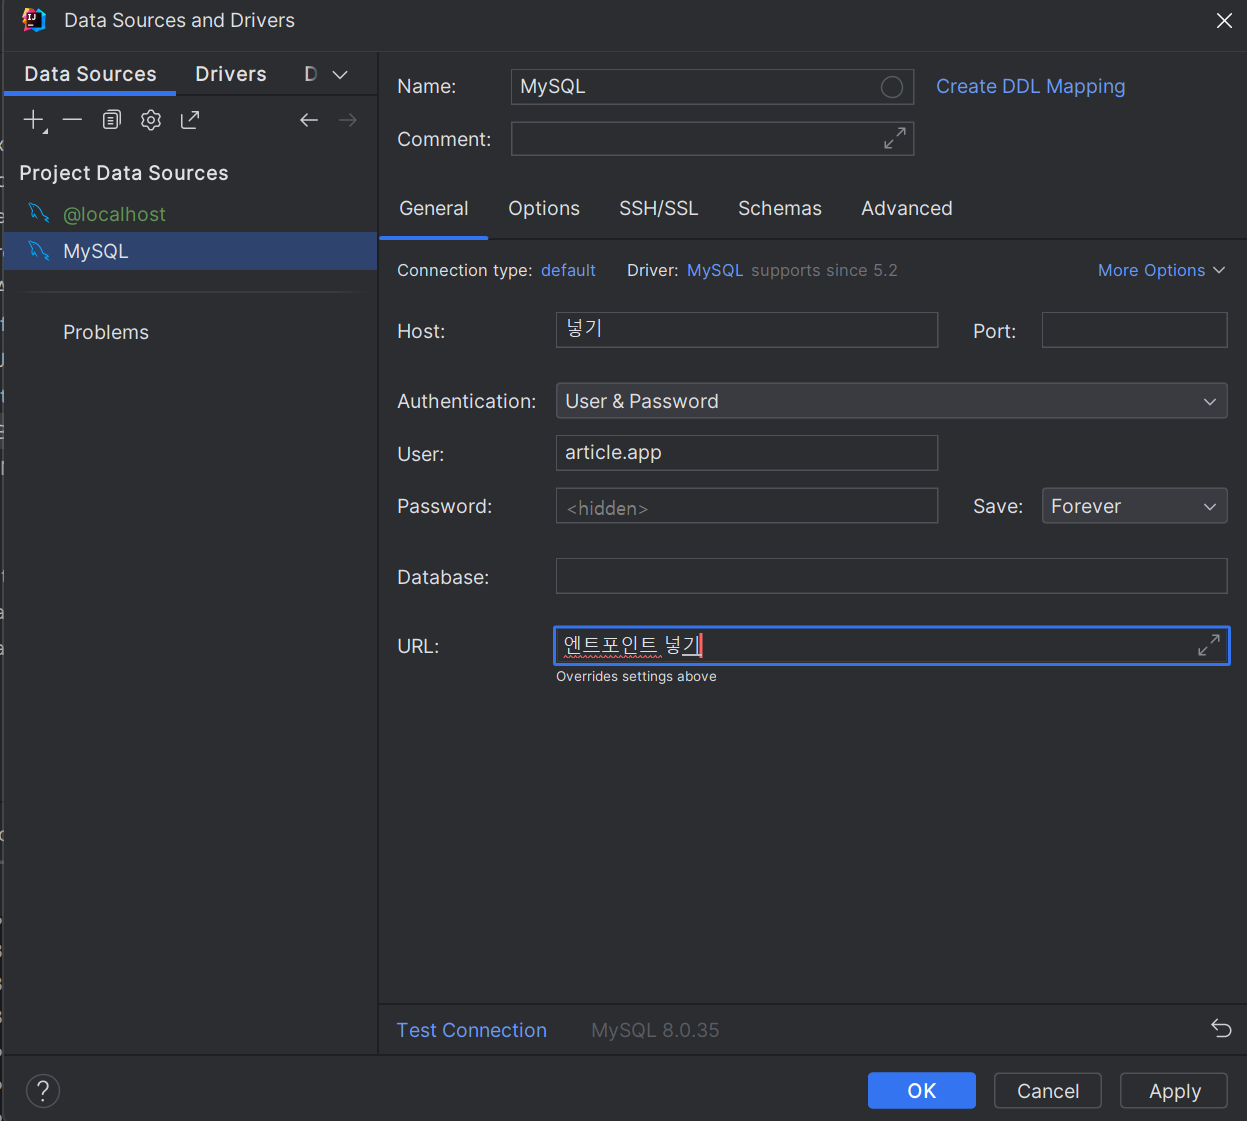 Data Sources and Drivers
Data Sources Drivers D
Project Data Sources
@localhost
MySQL
Problems
Name: MySQL Create DDL Mapping
Comment:
General Options SSH/SSL Schemas Advanced
Connection type: default Driver: MySQL supports since 5.2 More Options
Host: 넣기 Port:
Authentication: User & Password
User: article.app
Password: <hidden> Save: Forever
Database:
URL: 엔트포인트 넣기
Overrides settings above
Test Connection MySQL 8.0.35
? OK Cancel Apply